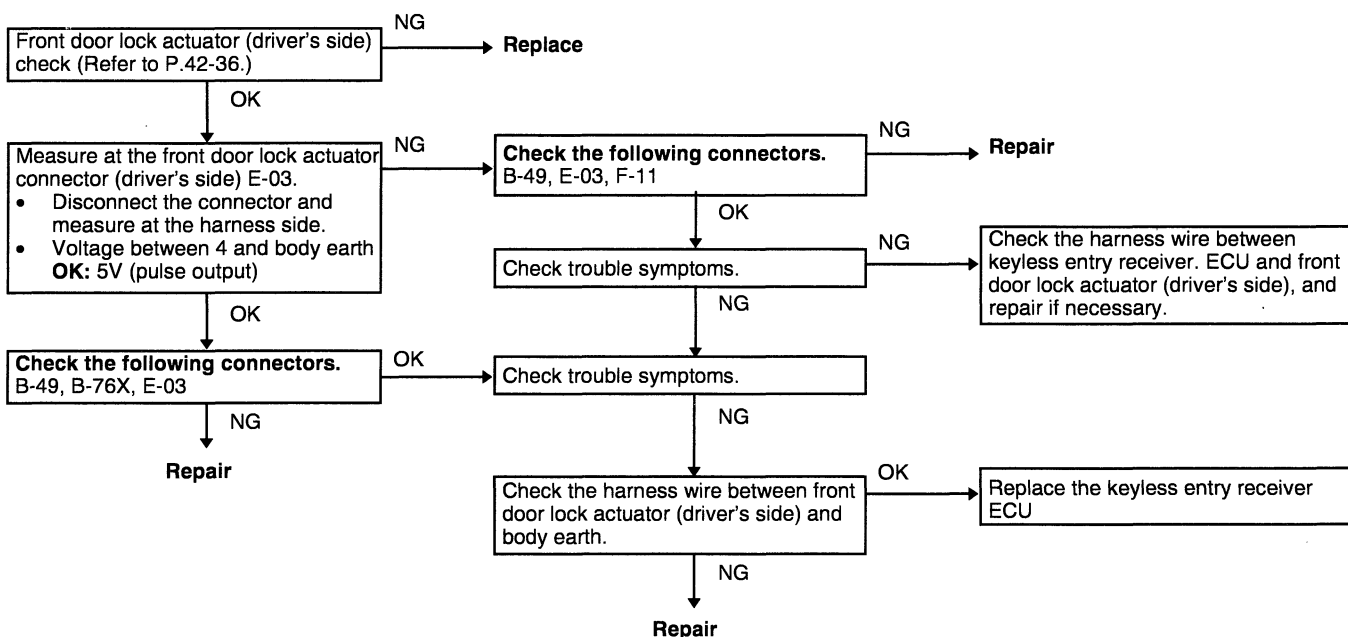 NG
Front door lock actuator (driver's side)
check (Refer to P.42-36.)
Replace
OK
NG
Measure at the front door lock actuator
connector (driver's side) E-03.
• Disconnect the connector and
measure at the harness side.
• Voltage between 4 and body earth
OK: 5V (pulse output)
Check the following connectors.
B-49, E-03, F-11
NG
Repair
OK
Check trouble symptoms.
NG
Check the harness wire between
keyless entry receiver. ECU and front
door lock actuator (driver's side), and
repair if necessary.
NG
OK
Check the following connectors.
B-49, B-76X, E-03
OK
Check trouble symptoms.
NG
Repair
NG
Check the harness wire between front
door lock actuator (driver's side) and
body earth.
OK
Replace the keyless entry receiver
ECU
NG
Repair